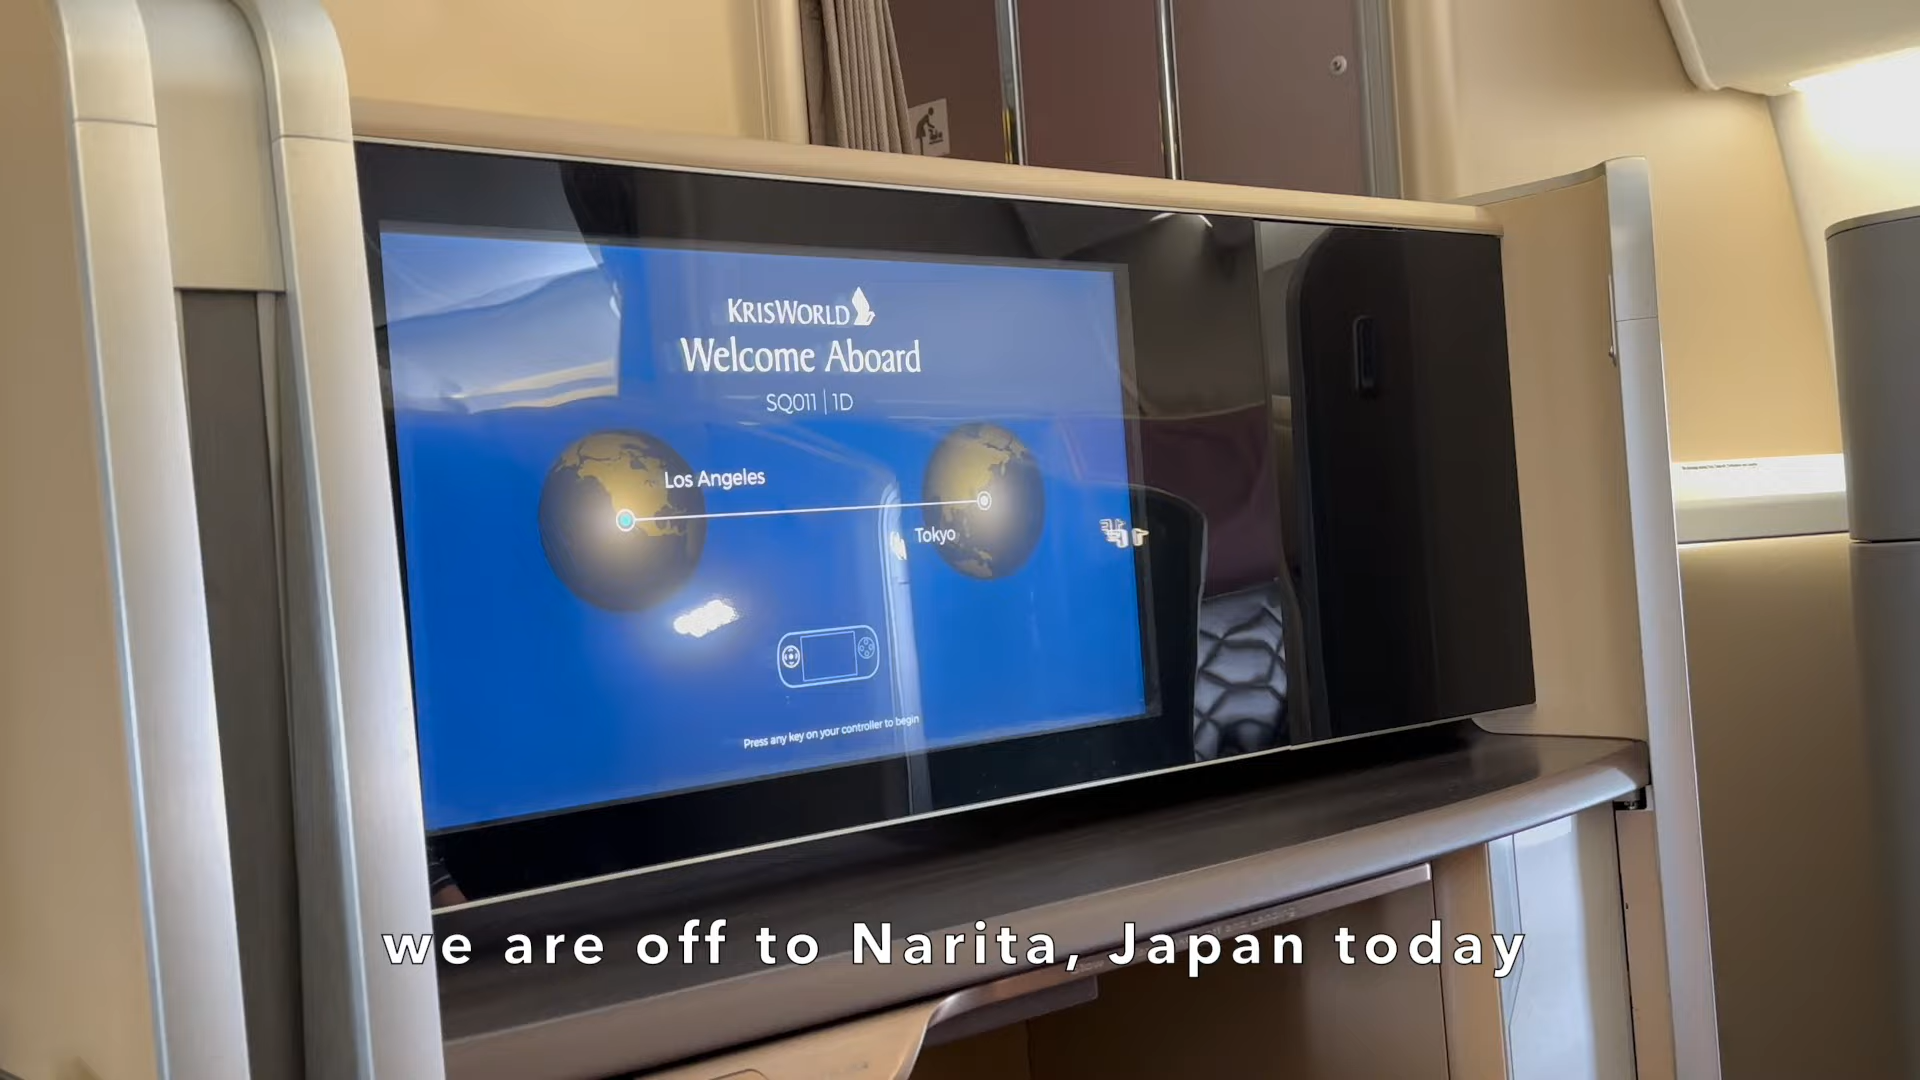 KRISWORLD
Welcome Aboard
SQ011 | 1D
Los Angeles
Tokyo
Press any key on your controller to begin
we are off to Narita, Japan today